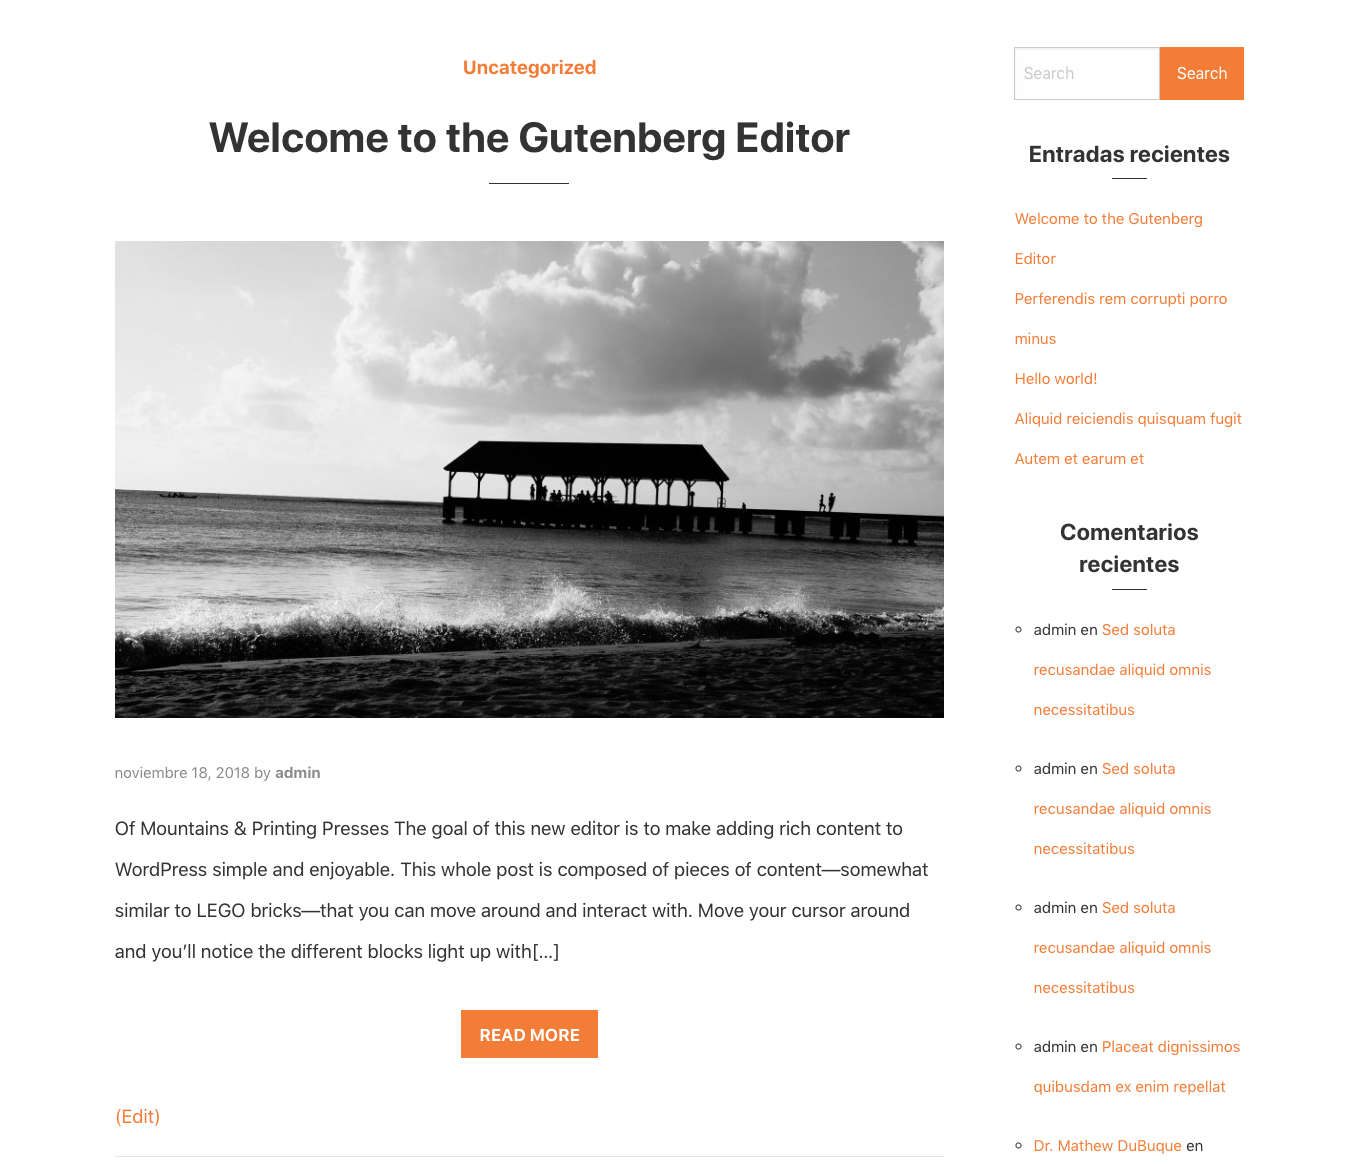 Uncategorized
Welcome to the Gutenberg Editor
noviembre 18, 2018 by admin
Of Mountains & Printing Presses The goal of this new editor is to make adding rich content to
WordPress simple and enjoyable. This whole post is composed of pieces of content—somewhat
similar to LEGO bricks—that you can move around and interact with. Move your cursor around
and you’ll notice the different blocks light up with[…]
READ MORE
(Edit)
Search Search
Entradas recientes
Welcome to the Gutenberg
Editor
Perferendis rem corrupti porro
minus
Hello world!
Aliquid reiciendis quisquam fugit
Autem et earum et
Comentarios
recientes
admin en Sed soluta
recusandae aliquid omnis
necessitatibus
admin en Sed soluta
recusandae aliquid omnis
necessitatibus
admin en Sed soluta
recusandae aliquid omnis
necessitatibus
admin en Placeat dignissimos
quibusdam ex enim repellat
Dr. Mathew DuBuque en